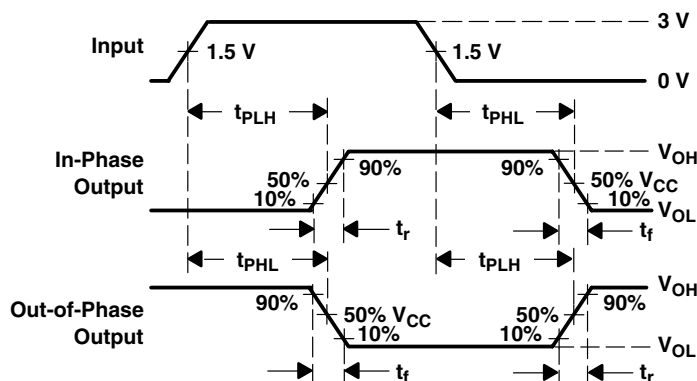 3 V
Input
1.5 V
1.5 V
0 V
tPLH
tPHL
In-Phase
Output
VOH
90%
90%
50%
50% VCC
10%
10%
VOL
tr
tf
tPHL
tPLH
Out-of-Phase
Output
VOH
90%
90%
50% VCC
50%
10%
10%
VOL
tf
tr